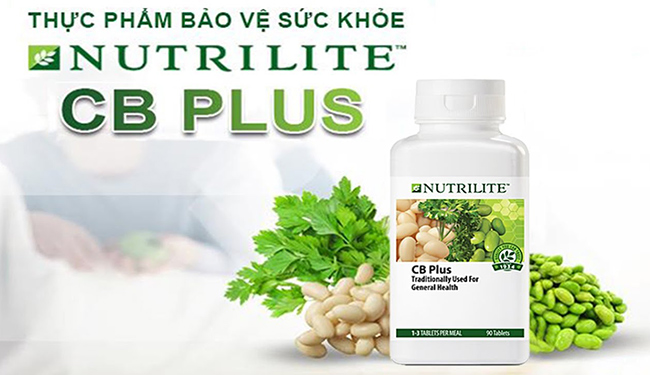 THỰC PHẨM BẢO VỆ SỨC KHỎE
NUTRILITE™
CB PLUS
NUTRILITE™
CB Plus
Traditionally Used For
General Health
1-3 TABLETS PER MEAL 90 Tablets